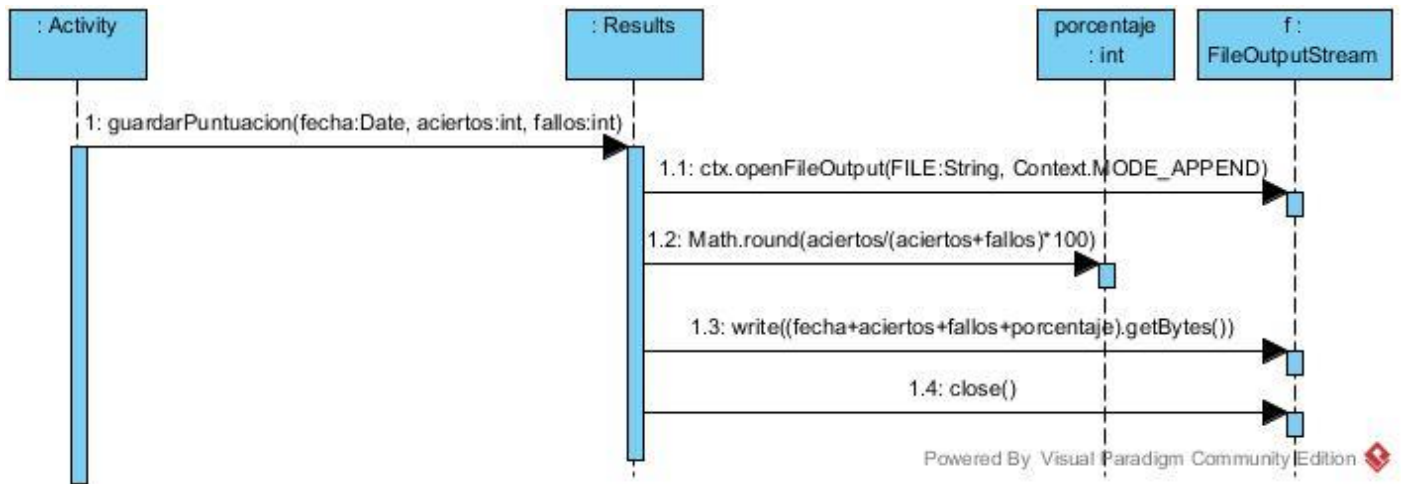 : Activity
: Results
porcentaje
: int
f :
FileOutputStream
1: guardarPuntuacion(fecha:Date, aciertos:int, fallos:int)
1.1: ctx.openFileOutput(FILE:String, Context.MODE_APPEND)
1.2: Math.round(aciertos/(aciertos+fallos)*100)
1.3: write((fecha+aciertos+fallos+porcentaje).getBytes())
1.4: close()
Powered By Visual Paradigm Community Edition